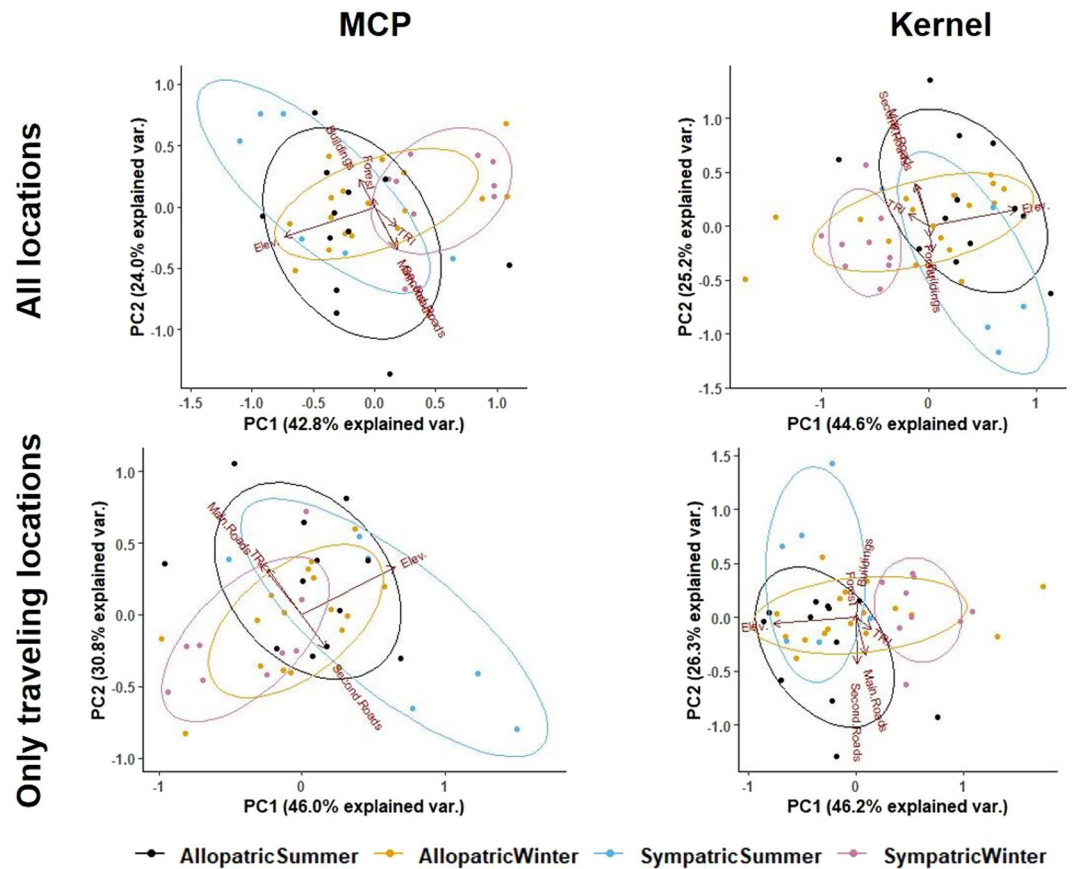 MCP
Kernel
All locations
Only traveling locations
PC2 (24.0% explained var.)
1.0
0.5
0.0
-0.5
-1.0
Buildings
Forest
Elev.
TRI
-1.5
-1.0
-0.5
0.0
0.5
1.0
PC1 (42.8% explained var.)
PC2 (25.2% explained var.)
1.0
0.5
0.0
-0.5
-1.0
-1.5
TRI
Elev.
Buildings
-1
0
1
PC1 (44.6% explained var.)
PC2 (30.8% explained var.)
1.0
0.5
0.0
-0.5
-1.0
Main.Roads
TRI
Elev.
Second.Roads
-1
0
1
PC1 (46.0% explained var.)
PC2 (26.3% explained var.)
1.5
1.0
0.5
0.0
-0.5
-1.0
Forest
Buildings
Elev.
TRI
Main.Roads
Second.Roads
-1
0
1
2
PC1 (46.2% explained var.)
AllopatricSummer
AllopatricWinter
SympatricSummer
SympatricWinter